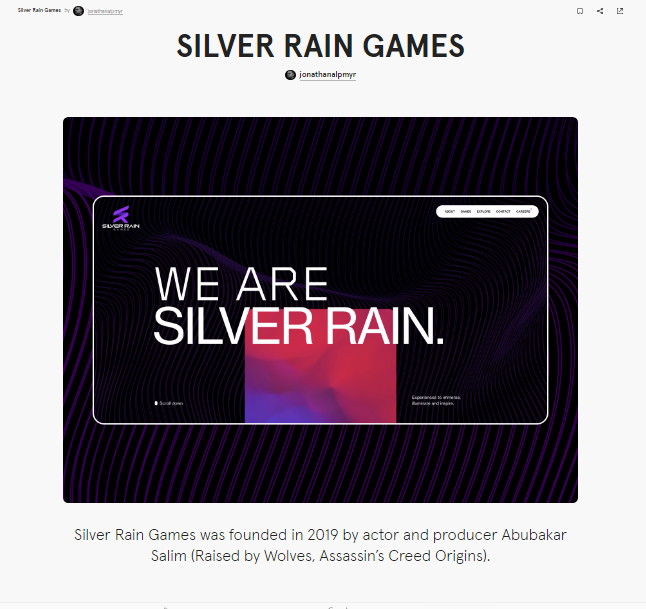 Silver Rain Games by jonathanalpmyr
SILVER RAIN GAMES
jonathanalpmyr
SILVER RAIN
GAMES
ABOUT GAMES EXPLORE CONTACT CAREERS
WE ARE
SILVER RAIN.
Scroll down
Experiences to immerse,
illuminate and inspire.
Silver Rain Games was founded in 2019 by actor and producer Abubakar
Salim (Raised by Wolves, Assassin's Creed Origins).